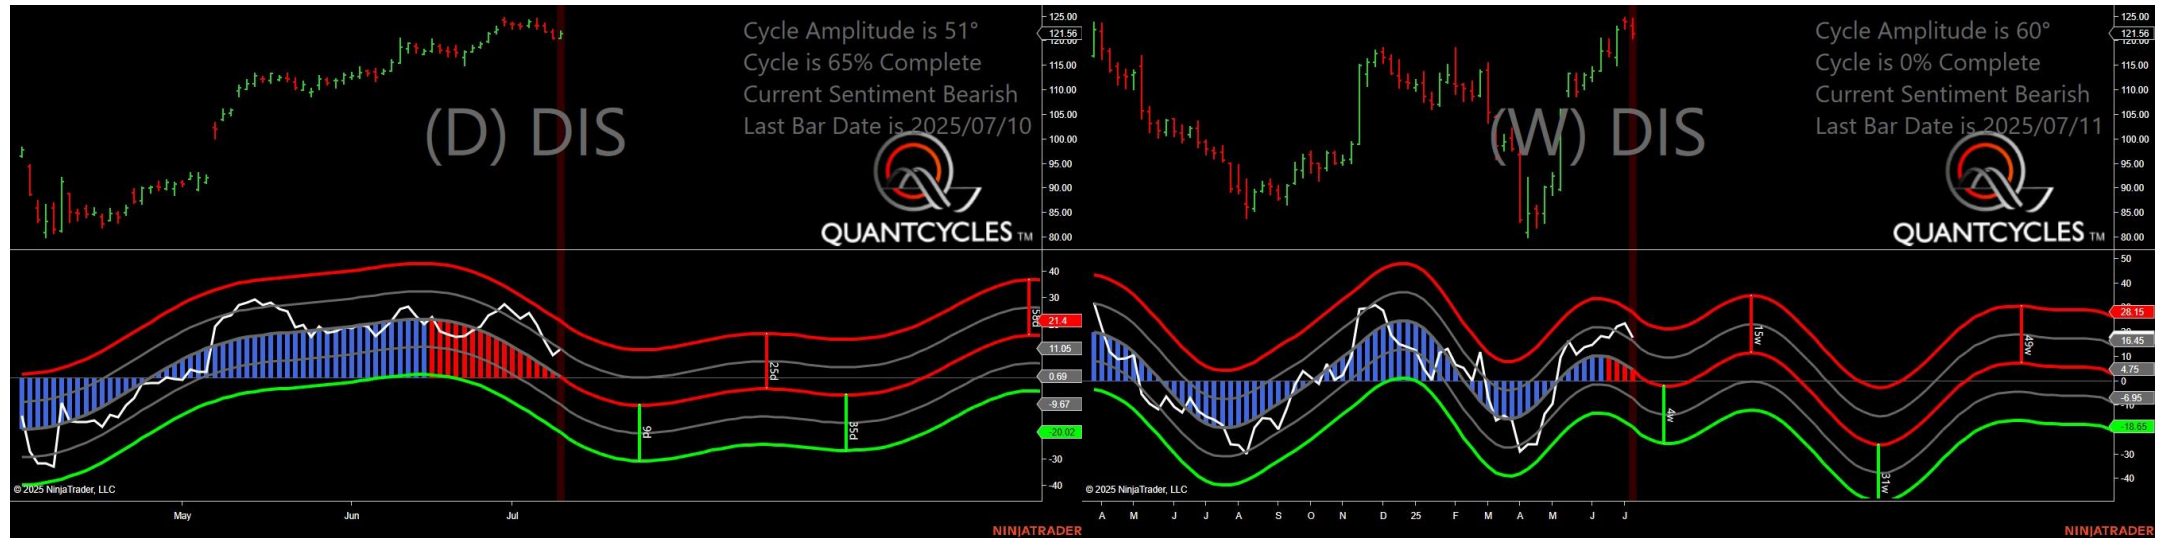 Cycle Amplitude is 51°
Cycle is 65% Complete
Current Sentiment Bearish
Last Bar Date is 2025/07/10
(D) DIS
QUANTCYCLES TM
125.00
121.56
120.00
115.00
110.00
105.00
100.00
95.00
90.00
85.00
80.00
40
30
21.4
11.05
0.69
-9.67
-20.02
-30
-40
9d
25d
35d
58d
© 2025 NinjaTrader, LLC
May
Jun
Jul
NINJATRADER
Cycle Amplitude is 60°
Cycle is 0% Complete
Current Sentiment Bearish
Last Bar Date is 2025/07/11
(W) DIS
QUANTCYCLES TM
125.00
121.56
120.00
115.00
110.00
105.00
100.00
95.00
90.00
85.00
80.00
50
40
28.15
16.45
10
4.75
0
-6.95
-10
-18.65
-30
-40
4w
15w
31w
49w
© 2025 NinjaTrader, LLC
A M J J A S O N D 25 F M A M J J
NINJATRADER